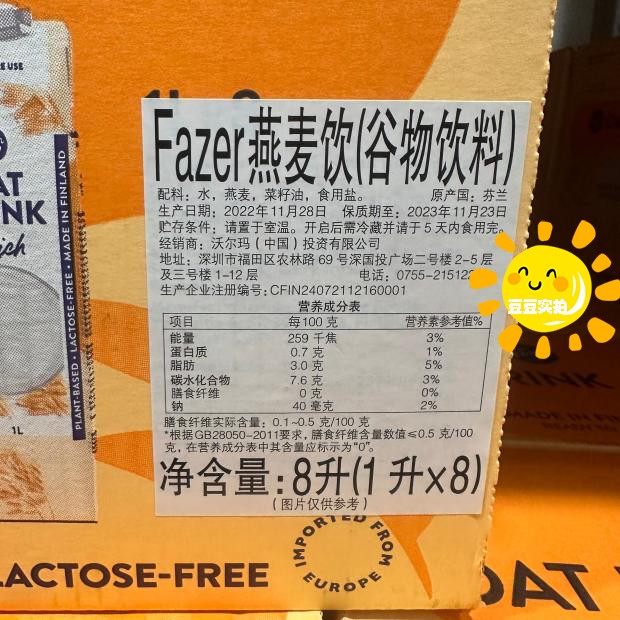 RE USE
AT
NK
ich
PLANT-BASED • LACTOSE-FREE • MADE IN FINLAND
1L
Fazer燕麦饮(谷物饮料)
配料：水，燕麦，菜籽油，食用盐。 原产国：芬兰
生产日期：2022年11月28日 保质期至：2023年11月23日
贮存条件：请置于室温。开启后需冷藏并请于 5 天内食用完。
经销商：沃尔玛（中国）投资有限公司
地址：深圳市福田区农林路 69 号深国投广场二号楼 2-5 层
及三号楼 1-12 层 电话：0755-215122
生产企业注册编号：CFIN24072112160001
营养成分表
项目 每100 克 营养素参考值%
能量 259 千焦 3%
蛋白质 0.7 克 1%
脂肪 3.0 克 5%
碳水化合物 7.6 克 3%
膳食纤维 0 克 0%
钠 40 毫克 2%
膳食纤维实际含量：0.1~0.5 克/100 克
*根据GB28050-2011要求，膳食纤维含量数值≤0.5 克/100
克，在营养成分表中其含量应标示为“0”。
净含量：8升(1 升×8)
(图片仅供参考)
豆豆实拍
LACTOSE-FREE
IMPORTED FROM EUROPE
RINK
MADE IN F
OAT